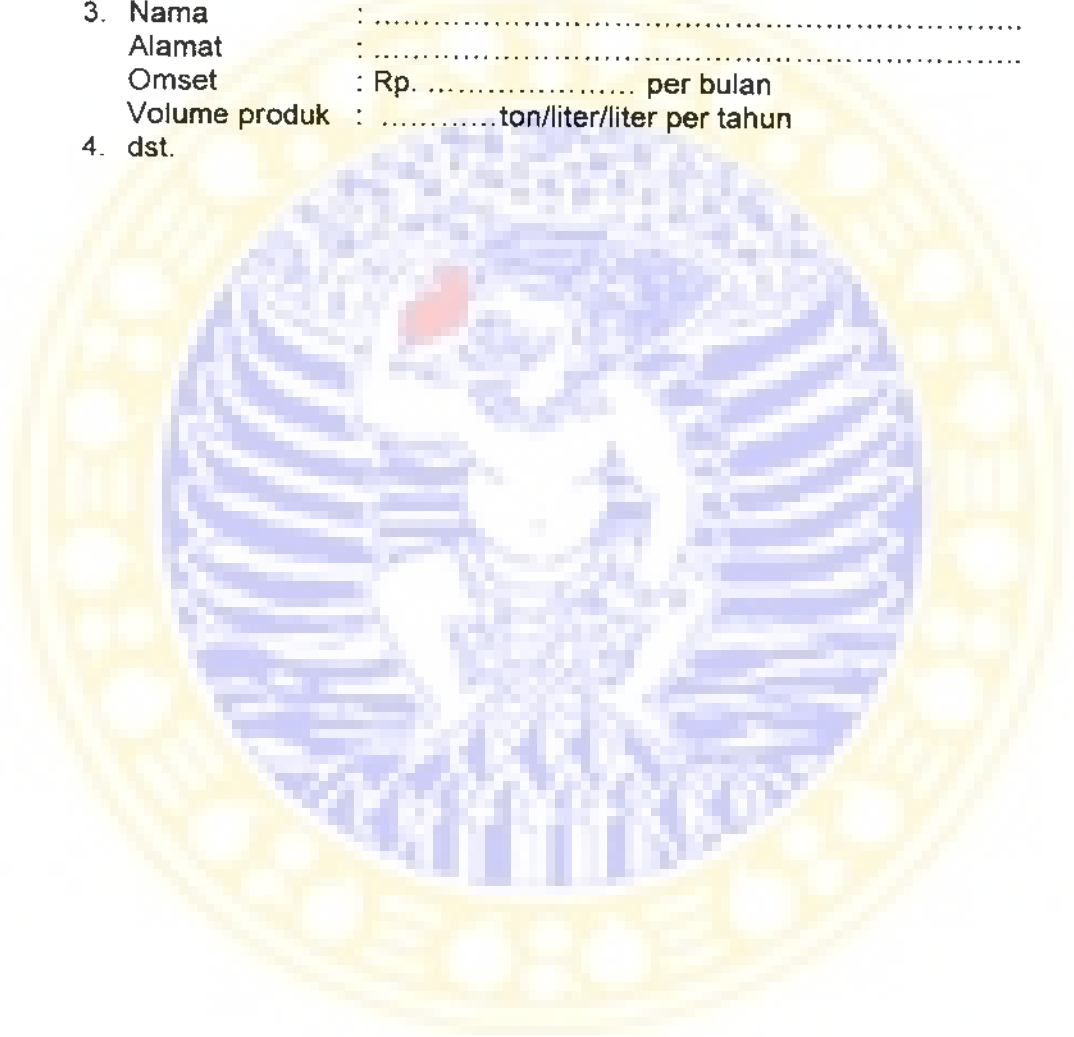 3. Nama : ........................................................................................
Alamat : ........................................................................................
Omset : Rp. ........................ per bulan
Volume produk : ............ton/liter/liter per tahun
4. dst.